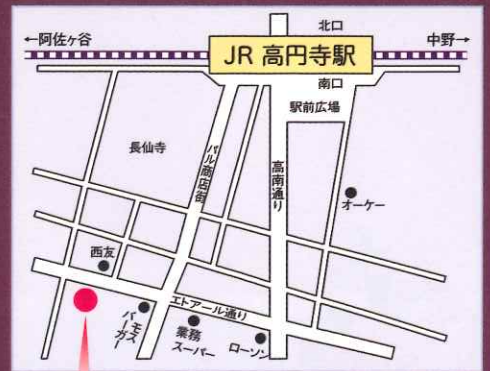 北口
←阿佐ヶ谷
中野→
JR 高円寺駅
南口
駅前広場
長仙寺
パル商店街
高南通り
オーケー
西友
エトアール通り
モス
バーガー
業務
スーパー
ローソン